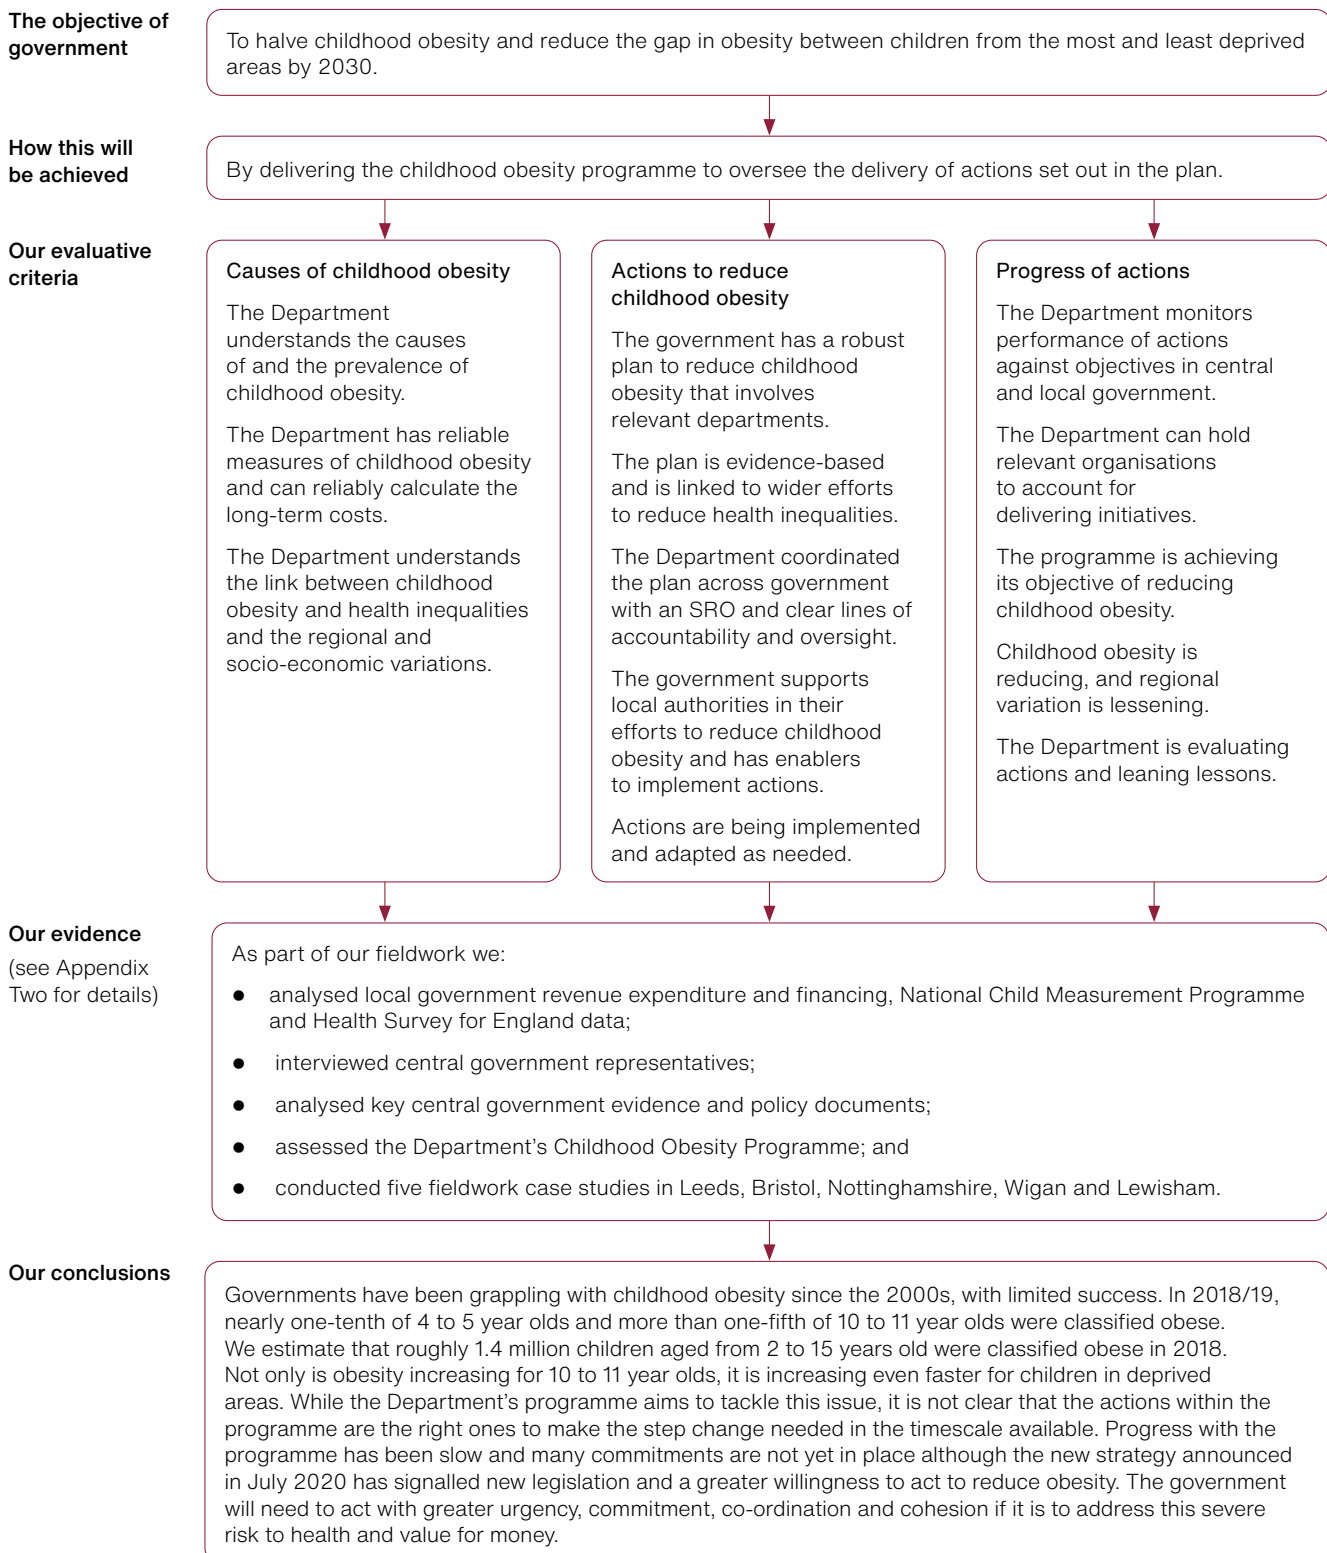 The objective of
government
To halve childhood obesity and reduce the gap in obesity between children from the most and least deprived
areas by 2030.
How this will
be achieved
By delivering the childhood obesity programme to oversee the delivery of actions set out in the plan.
Our evaluative
criteria
Causes of childhood obesity
The Department
understands the causes
of and the prevalence of
childhood obesity.
The Department has reliable
measures of childhood obesity
and can reliably calculate the
long-term costs.
The Department understands
the link between childhood
obesity and health inequalities
and the regional and
socio-economic variations.
Actions to reduce
childhood obesity
The government has a robust
plan to reduce childhood
obesity that involves
relevant departments.
The plan is evidence-based
and is linked to wider efforts
to reduce health inequalities.
The Department coordinated
the plan across government
with an SRO and clear lines of
accountability and oversight.
The government supports
local authorities in their
efforts to reduce childhood
obesity and has enablers
to implement actions.
Actions are being implemented
and adapted as needed.
Progress of actions
The Department monitors
performance of actions
against objectives in central
and local government.
The Department can hold
relevant organisations
to account for
delivering initiatives.
The programme is achieving
its objective of reducing
childhood obesity.
Childhood obesity is
reducing, and regional
variation is lessening.
The Department is evaluating
actions and leaning lessons.
Our evidence
(see Appendix
Two for details)
As part of our fieldwork we:
● analysed local government revenue expenditure and financing, National Child Measurement Programme
and Health Survey for England data;
● interviewed central government representatives;
● analysed key central government evidence and policy documents;
● assessed the Department's Childhood Obesity Programme; and
● conducted five fieldwork case studies in Leeds, Bristol, Nottinghamshire, Wigan and Lewisham.
Our conclusions
Governments have been grappling with childhood obesity since the 2000s, with limited success. In 2018/19,
nearly one-tenth of 4 to 5 year olds and more than one-fifth of 10 to 11 year olds were classified obese.
We estimate that roughly 1.4 million children aged from 2 to 15 years old were classified obese in 2018.
Not only is obesity increasing for 10 to 11 year olds, it is increasing even faster for children in deprived
areas. While the Department's programme aims to tackle this issue, it is not clear that the actions within the
programme are the right ones to make the step change needed in the timescale available. Progress with the
programme has been slow and many commitments are not yet in place although the new strategy announced
in July 2020 has signalled new legislation and a greater willingness to act to reduce obesity. The government
will need to act with greater urgency, commitment, co-ordination and cohesion if it is to address this severe
risk to health and value for money.